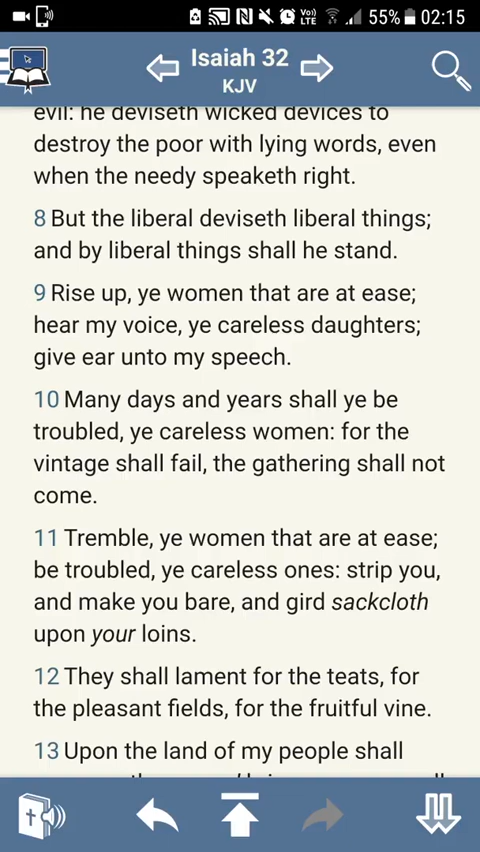 Vo))
LTE
55%
02:15
Isaiah 32
KJV
evil: he deviseth wicked devices to
destroy the poor with lying words, even
when the needy speaketh right.
8 But the liberal deviseth liberal things;
and by liberal things shall he stand.
9 Rise up, ye women that are at ease;
hear my voice, ye careless daughters;
give ear unto my speech.
10 Many days and years shall ye be
troubled, ye careless women: for the
vintage shall fail, the gathering shall not
come.
11 Tremble, ye women that are at ease;
be troubled, ye careless ones: strip you,
and make you bare, and gird sackcloth
upon your loins.
12 They shall lament for the teats, for
the pleasant fields, for the fruitful vine.
13 Upon the land of my people shall